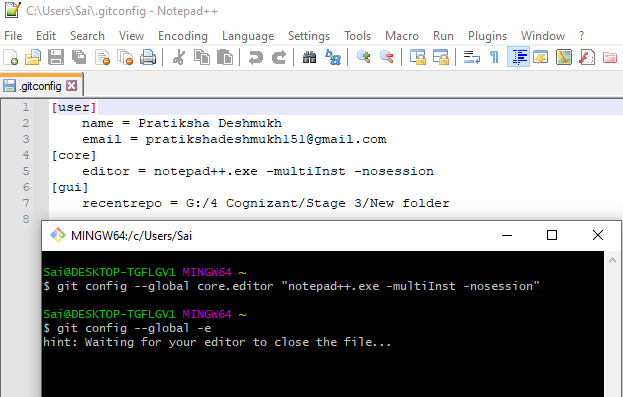 C:\Users\Sai\.gitconfig - Notepad++
File Edit Search View Encoding Language Settings Tools Macro Run Plugins Window ?
.gitconfig
1 [user]
2 name = Pratiksha Deshmukh
3 email = pratikshadeshmukh151@gmail.com
4 [core]
5 editor = notepad++.exe -multiInst -nosession
6 [gui]
7 recentrepo = G:/4 Cognizant/Stage 3/New folder
8
MINGW64:/c/Users/Sai
Sai@DESKTOP-TGFLGV1 MINGW64 ~
$ git config --global core.editor "notepad++.exe -multiInst -nosession"
Sai@DESKTOP-TGFLGV1 MINGW64 ~
$ git config --global -e
hint: Waiting for your editor to close the file...